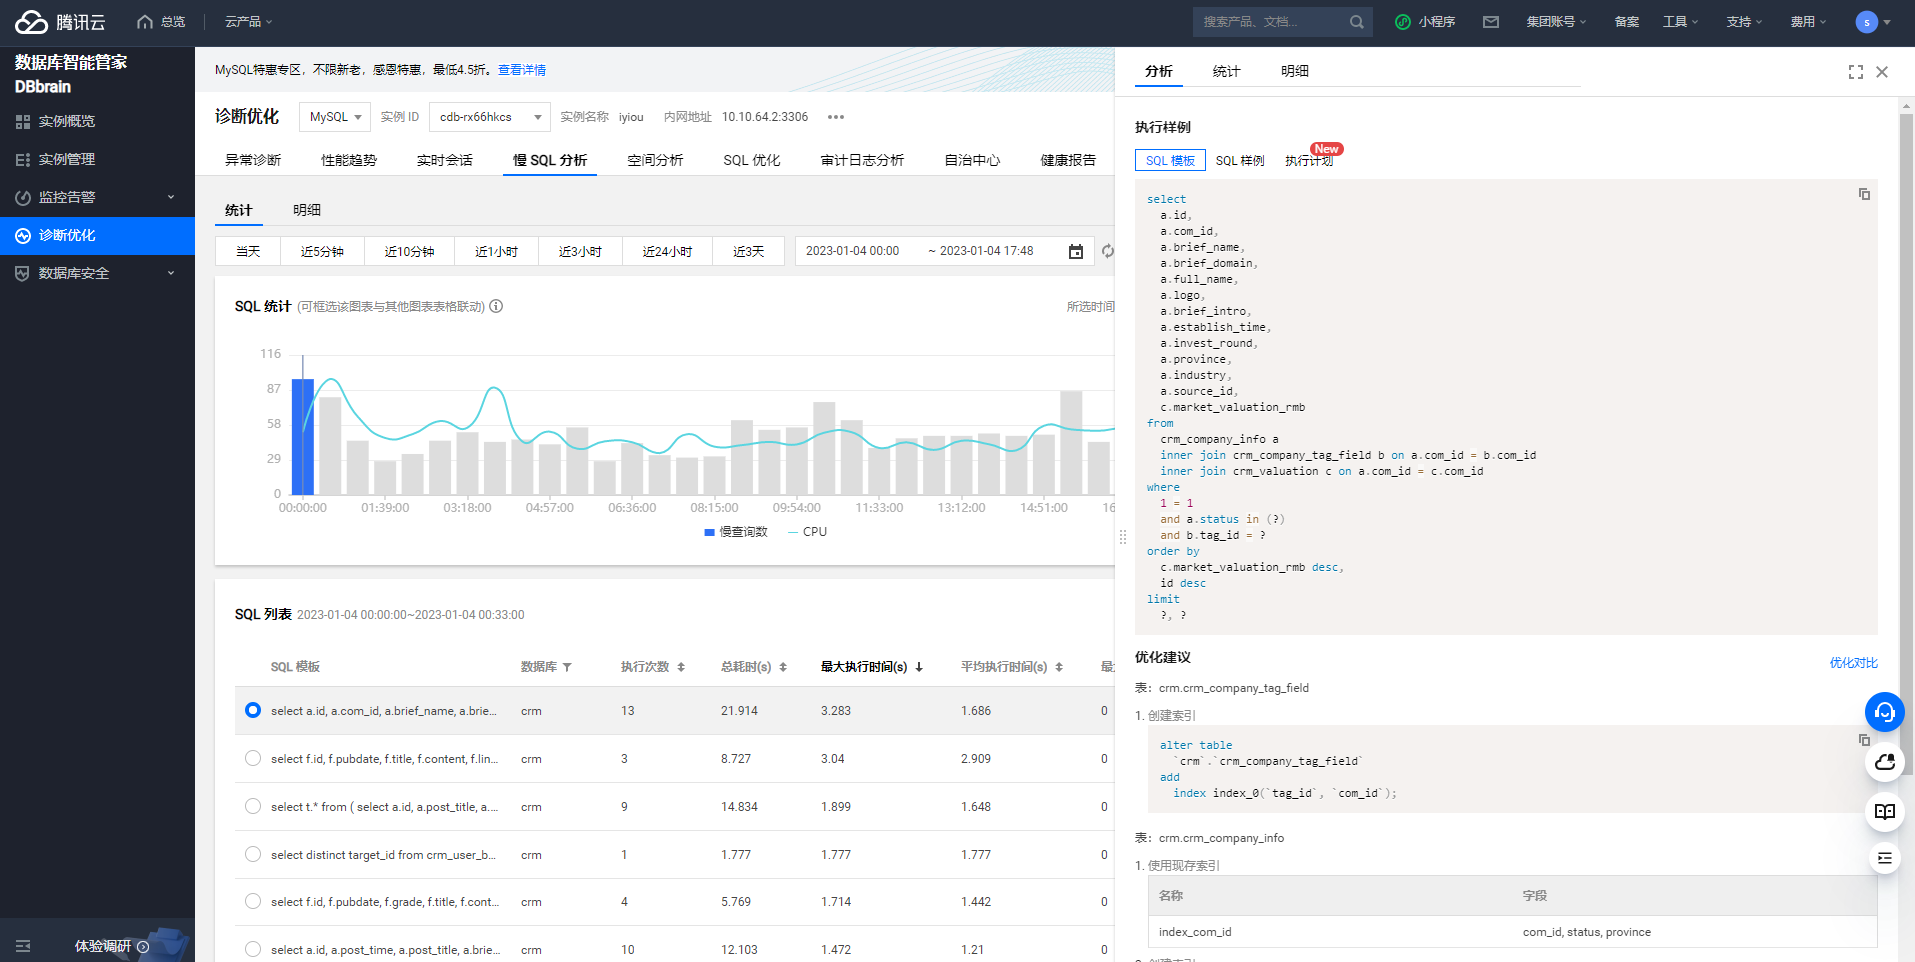 腾讯云 总览 云产品 搜索产品、文档... 小程序 集团账号 备案 工具 支持 费用 s
数据库智能管家
DBbrain
实例概览
实例管理
监控告警
诊断优化
数据库安全
体验调研
MySQL特惠专区，不限新老，感恩特惠，最低4.5折。查看详情
诊断优化 MySQL 实例 ID cdb-rx66hkcs 实例名称 iyiou 内网地址 10.10.64.2:3306
异常诊断 性能趋势 实时会话 慢 SQL 分析 空间分析 SQL 优化 审计日志分析 自治中心 健康报告
统计 明细
当天 近5分钟 近10分钟 近1小时 近3小时 近24小时 近3天 2023-01-04 00:00 ~ 2023-01-04 17:48
SQL 统计 (可框选该图表与其他图表表格联动) 所选时间
116
87
58
29
0
00:00:00 01:39:00 03:18:00 04:57:00 06:36:00 08:15:00 09:54:00 11:33:00 13:12:00 14:51:00 16
慢查询数 CPU
SQL 列表 2023-01-04 00:00:00~2023-01-04 00:33:00
SQL 模板 数据库 执行次数 总耗时(s) 最大执行时间(s) 平均执行时间(s)
select a.id, a.com_id, a.brief_name, a.brie... crm 13 21.914 3.283 1.686 0
select f.id, f.pubdate, f.title, f.content, f.lin... crm 3 8.727 3.04 2.909 0
select t.* from ( select a.id, a.post_title, a.... crm 9 14.834 1.899 1.648 0
select distinct target_id from crm_user_b... crm 1 1.777 1.777 1.777 0
select f.id, f.pubdate, f.grade, f.title, f.cont... crm 4 5.769 1.714 1.442 0
select a.id, a.post_time, a.post_title, a.brie... crm 10 12.103 1.472 1.21 0
分析 统计 明细
执行样例
SQL 模板 SQL 样例 执行计划 New
select
a.id,
a.com_id,
a.brief_name,
a.brief_domain,
a.full_name,
a.logo,
a.brief_intro,
a.establish_time,
a.invest_round,
a.province,
a.industry,
a.source_id,
c.market_valuation_rmb
from
crm_company_info a
inner join crm_company_tag_field b on a.com_id = b.com_id
inner join crm_valuation c on a.com_id = c.com_id
where
1 = 1
and a.status in (?)
and b.tag_id = ?
order by
c.market_valuation_rmb desc,
id desc
limit
?, ?
优化建议 优化对比
表：crm.crm_company_tag_field
1. 创建索引
alter table
`crm`.`crm_company_tag_field`
add
index index_0(`tag_id`, `com_id`);
表：crm.crm_company_info
1. 使用现存索引
名称 字段
index_com_id com_id, status, province